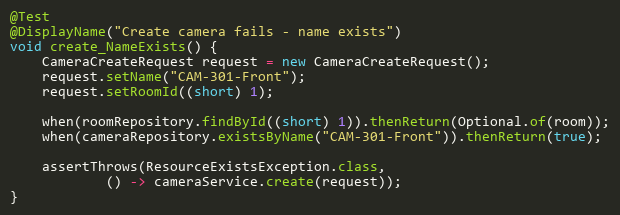 @Test
@DisplayName("Create camera fails - name exists")
void create_NameExists() {
    CameraCreateRequest request = new CameraCreateRequest();
    request.setName("CAM-301-Front");
    request.setRoomId((short) 1);

    when(roomRepository.findById((short) 1)).thenReturn(Optional.of(room));
    when(cameraRepository.existsByName("CAM-301-Front")).thenReturn(true);

    assertThrows(ResourceExistsException.class,
            () -> cameraService.create(request));
}